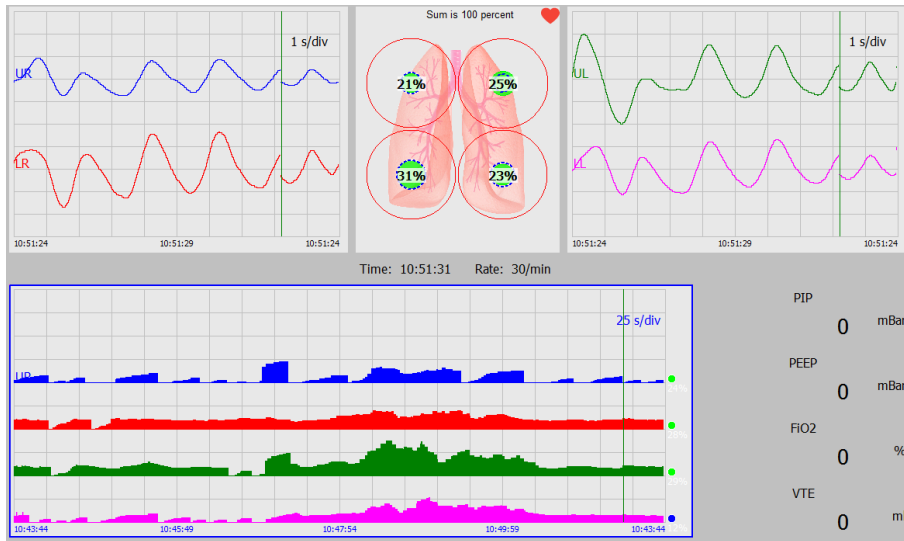 Sum is 100 percent
1 s/div
UR
LR
10:51:24
10:51:29
10:51:24
21%
25%
31%
23%
1 s/div
UL
LL
10:51:24
10:51:29
10:51:24
Time: 10:51:31 Rate: 30/min
25 s/div
UR
28%
29%
LL
10:43:44
10:45:49
10:47:54
10:49:59
10:43:44
PIP
0 mBar
PEEP
0 mBar
FiO2
0 %
VTE
0